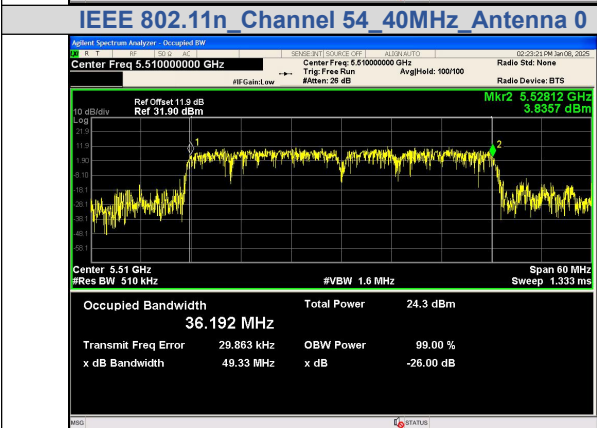 IEEE 802.11n_Channel 54_40MHz_Antenna 0
Agilent Spectrum Analyzer - Occupied BW
R T RF 50 Ω AC SENSE:INT SOURCE OFF ALIGN AUTO 02:23:21 PM Jan 08, 2025
Center Freq 5.510000000 GHz Center Freq: 5.510000000 GHz Radio Std: None
Trig: Free Run Avg|Hold: 100/100
#IFGain:Low #Atten: 26 dB Radio Device: BTS
Mkr2 5.52812 GHz
Ref Offset 11.9 dB
10 dB/div Ref 31.90 dBm 3.8357 dBm
Log
21.9
11.9
1 2
1.90
-8.10
-18.1
-28.1
-38.1
-48.1
-58.1
Center 5.51 GHz Span 60 MHz
#Res BW 510 kHz #VBW 1.6 MHz Sweep 1.333 ms
Occupied Bandwidth Total Power 24.3 dBm
36.192 MHz
Transmit Freq Error 29.863 kHz OBW Power 99.00 %
x dB Bandwidth 49.33 MHz x dB -26.00 dB
MSG STATUS